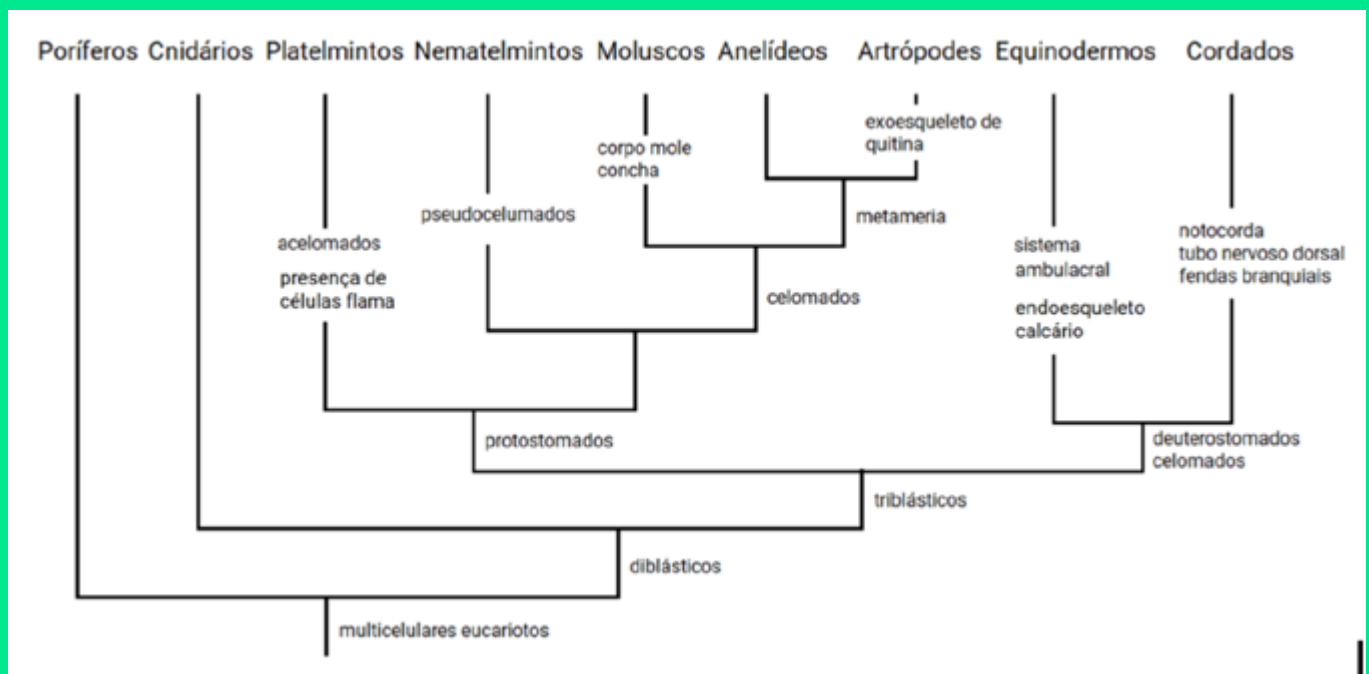 Poríferos Cnidários Platelmintos Nematelmintos Moluscos Anelídeos Artrópodes Equinodermos Cordados
exoesqueleto de
quitina
corpo mole
concha
pseudocelumados
metameria
acelomados
presença de
células flama
notocorda
tubo nervoso dorsal
fendas branquiais
sistema
ambulacral
endoesqueleto
calcário
celomados
protostomados
deuterostomados
celomados
triblásticos
diblásticos
multicelulares eucariotos